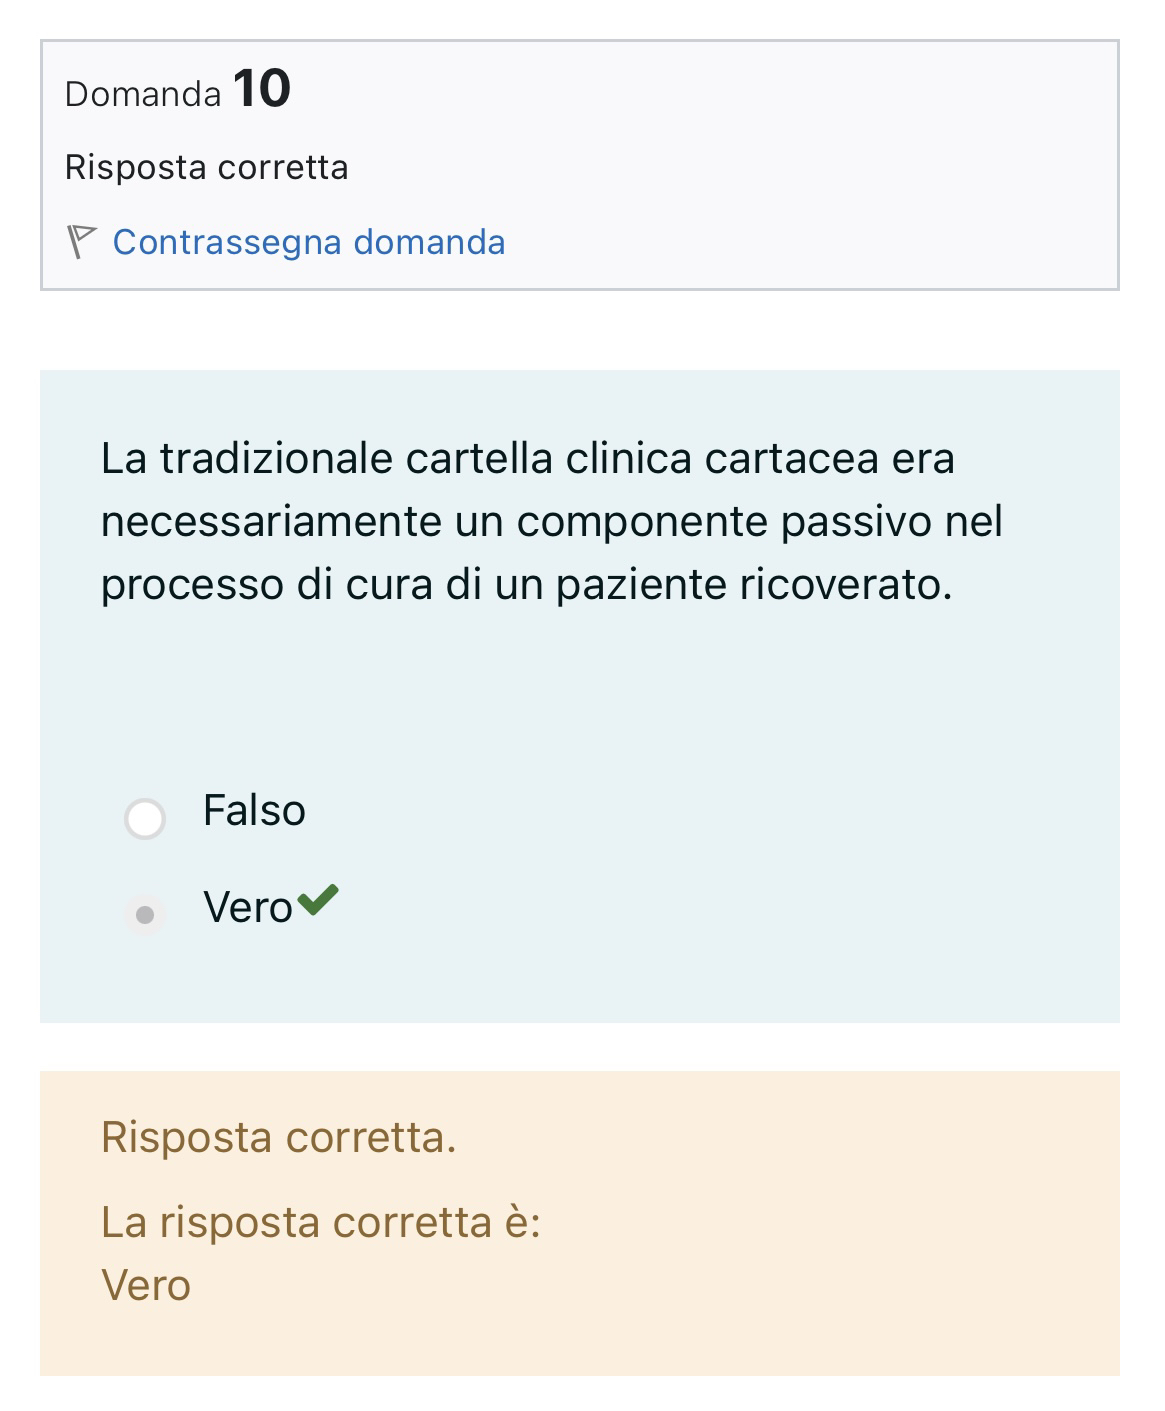 Domanda 10
Risposta corretta
Contrassegna domanda
La tradizionale cartella clinica cartacea era
necessariamente un componente passivo nel
processo di cura di un paziente ricoverato.
Falso
Vero
Risposta corretta.
La risposta corretta è:
Vero